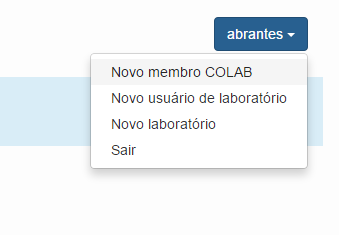 abrantes
Novo membro COLAB
Novo usuário de laboratório
Novo laboratório
Sair